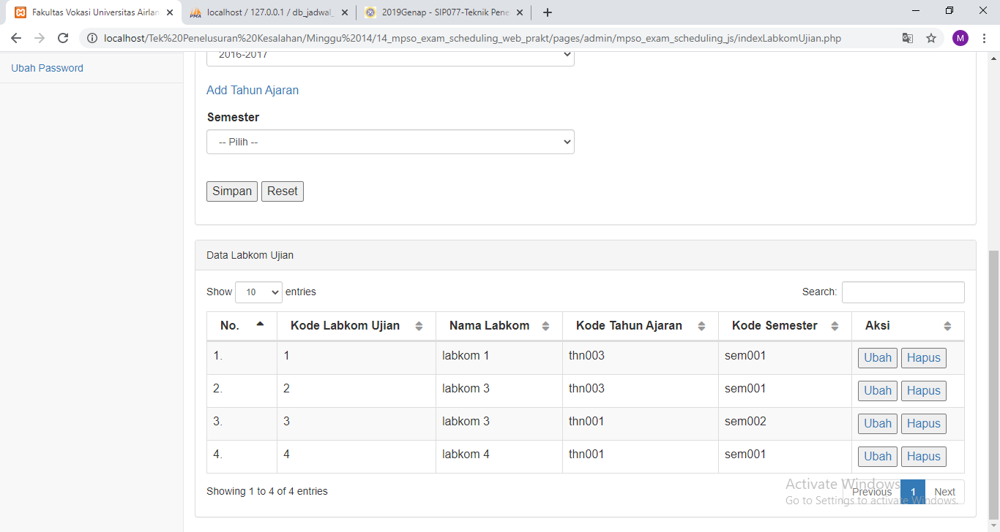 Fakultas Vokasi Universitas Airlan
localhost / 127.0.0.1 / db_jadwal_
2019Genap - SIP077-Teknik Pene
localhost/Tek%20Penelusuran%20Kesalahan/Minggu%2014/14_mpso_exam_scheduling_web_prakt/pages/admin/mpso_exam_scheduling_js/indexLabkomUjian.php
M
Ubah Password
2016-2017
Add Tahun Ajaran
Semester
-- Pilih --
Simpan Reset
Data Labkom Ujian
Show 10 entries Search:
No. Kode Labkom Ujian Nama Labkom Kode Tahun Ajaran Kode Semester Aksi
1. 1 labkom 1 thn003 sem001 Ubah Hapus
2. 2 labkom 3 thn003 sem001 Ubah Hapus
3. 3 labkom 3 thn001 sem002 Ubah Hapus
4. 4 labkom 4 thn001 sem001 Ubah Hapus
Showing 1 to 4 of 4 entries
Previous 1 Next
Activate Windows
Go to Settings to activate Windows.